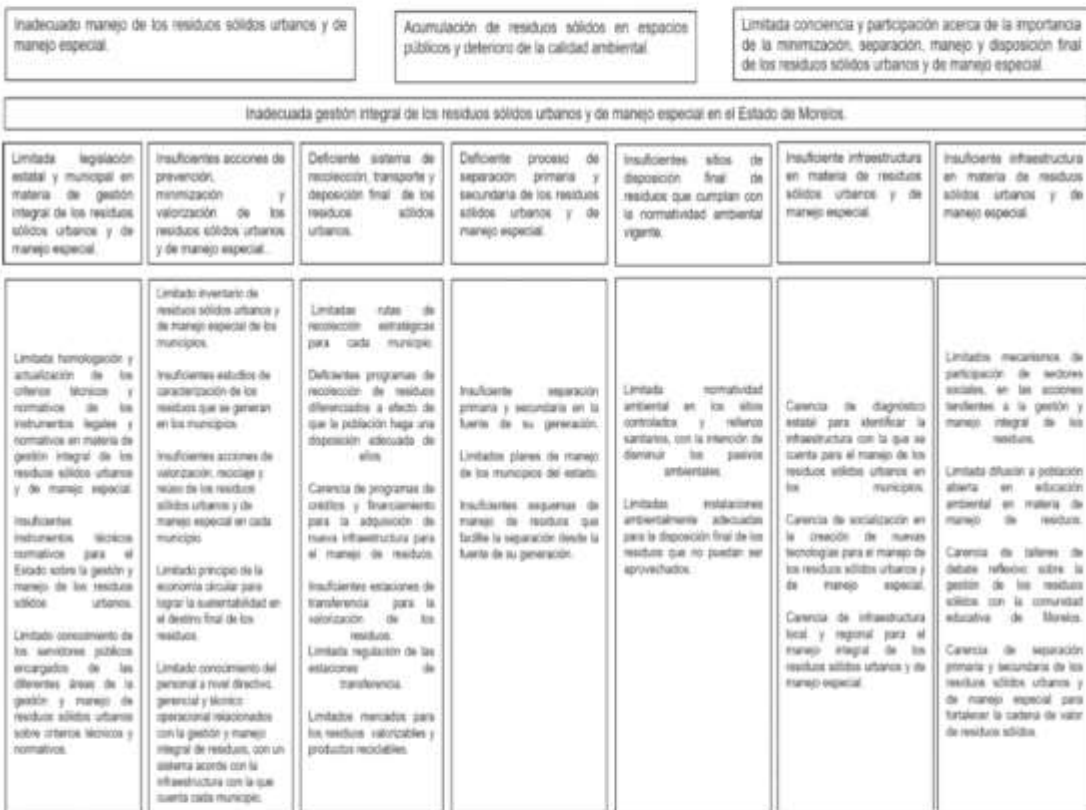 Inadecuado manejo de los residuos sólidos urbanos y de
manejo especial.
Acumulación de residuos sólidos en espacios
públicos y deterioro de la calidad ambiental.
Limitada conciencia y participación acerca de la importancia
de la minimización, separación, manejo y disposición final
de los residuos sólidos urbanos y de manejo especial.
Inadecuada gestión integral de los residuos sólidos urbanos y de manejo especial en el Estado de Morelos.
Limitada legislación
estatal y municipal en
materia de gestión
integral de los residuos
sólidos urbanos y de
manejo especial.
Insuficientes acciones de
prevención,
minimización y
valorización de los
residuos sólidos urbanos
y de manejo especial.
Deficiente sistema de
recolección, transporte y
deposición final de los
residuos sólidos
urbanos.
Deficiente proceso de
separación primaria y
secundaria de los residuos
sólidos urbanos y de
manejo especial.
Insuficientes sitios de
disposición final de
residuos que cumplan con
la normatividad ambiental
vigente.
Insuficiente infraestructura
en materia de residuos
sólidos urbanos y de
manejo especial.
Insuficiente infraestructura
en materia de residuos
sólidos urbanos y de
manejo especial.
Limitada homologación y
actualización de los
criterios técnicos y
normativos de los
instrumentos legales y
normativos en materia de
gestión integral de los
residuos sólidos urbanos
y de manejo especial.
Insuficientes
instrumentos técnicos
normativos para el
Estado sobre la gestión y
manejo de los residuos
sólidos urbanos.
Limitado conocimiento de
los servidores públicos
encargados de las
diferentes áreas de la
gestión y manejo de
residuos sólidos urbanos
sobre criterios técnicos y
normativos.
Limitado inventario de
residuos sólidos urbanos y
de manejo especial de los
municipios.
Insuficientes estudios de
caracterización de los
residuos que se generan
en los municipios.
Insuficientes acciones de
valorización, reciclaje y
reúso de los residuos
sólidos urbanos y de
manejo especial en cada
municipio
Limitado principio de la
economía circular para
lograr la sustentabilidad en
el destino final de los
residuos.
Limitado conocimiento del
personal a nivel directivo,
gerencial y técnico
operacional relacionados
con la gestión y manejo
integral de residuos, con un
sistema acorde con la
infraestructura con la que
cuenta cada municipio.
Limitadas rutas de
recolección estratégicas
para cada municipio.
Deficientes programas de
recolección de residuos
diferenciados a efecto de
que la población haga una
disposición adecuada de
ellos.
Carencia de programas de
créditos y financiamiento
para la adquisición de
nueva infraestructura para
el manejo de residuos.
Insuficientes estaciones de
transferencia para la
valorización de los
residuos.
Limitada regulación de las
estaciones de
transferencia.
Limitados mercados para
los residuos valorizables y
productos reciclables.
Insuficiente separación
primaria y secundaria en la
fuente de su generación.
Limitados planes de manejo
de los municipios del estado.
Insuficientes esquemas de
manejo de residuos que
facilite la separación desde la
fuente de su generación.
Limitada normatividad
ambiental en los sitios
controlados y rellenos
sanitarios, con la intención de
disminuir los pasivos
ambientales.
Limitadas instalaciones
ambientalmente adecuadas
para la disposición final de los
residuos que no puedan ser
aprovechados.
Carencia de diagnóstico
estatal para identificar la
infraestructura con la que se
cuenta para el manejo de los
residuos sólidos urbanos en
los municipios.
Carencia de socialización en
la creación de nuevas
tecnologías para el manejo de
los residuos sólidos urbanos y
de manejo especial.
Carencia de infraestructura
local y regional para el
manejo integral de los
residuos sólidos urbanos y de
manejo especial.
Limitados mecanismos de
participación de sectores
sociales, en las acciones
tendientes a la gestión y
manejo integral de los
residuos.
Limitada difusión a población
abierta en educación
ambiental en materia de
manejo de residuos.
Carencia de talleres de
debate reflexivo sobre la
gestión de los residuos
sólidos con la comunidad
educativa de Morelos.
Carencia de separación
primaria y secundaria de los
residuos sólidos urbanos y
de manejo especial para
fortalecer la cadena de valor
de residuos sólidos.